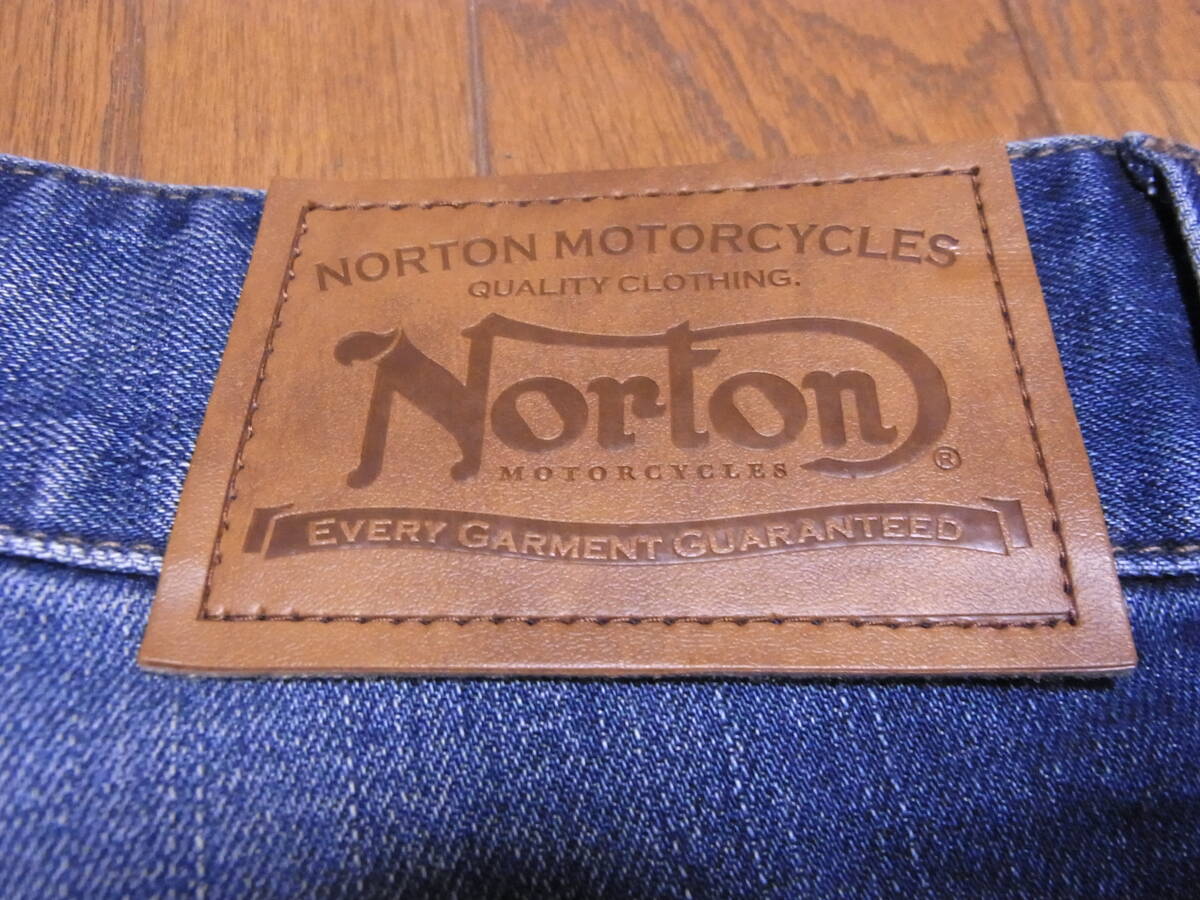 NORTON MOTORCYCLES
QUALITY CLOTHING.
Norton
MOTORCYCLES ®
EVERY GARMENT GUARANTEED